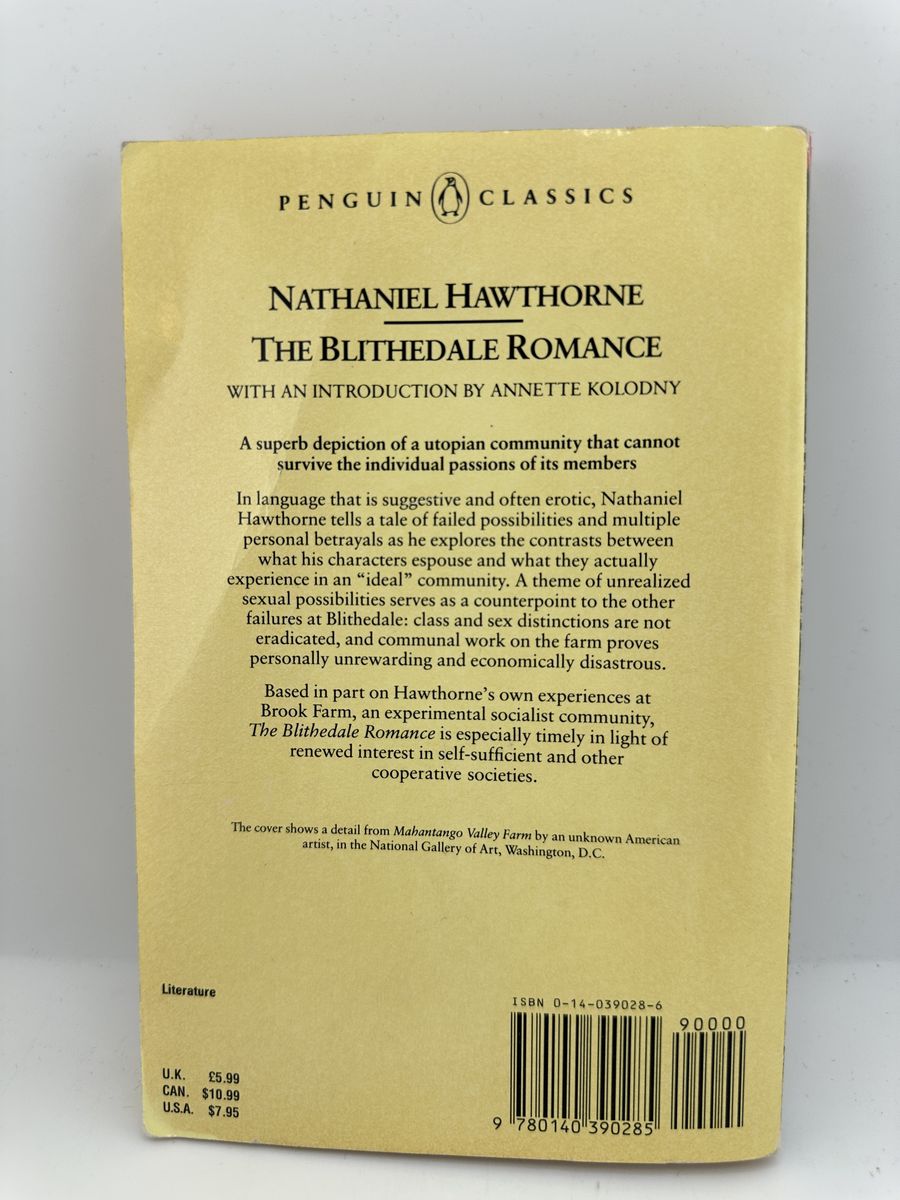 PENGUIN CLASSICS
NATHANIEL HAWTHORNE
THE BLITHEDALE ROMANCE
WITH AN INTRODUCTION BY ANNETTE KOLODNY
A superb depiction of a utopian community that cannot
survive the individual passions of its members
In language that is suggestive and often erotic, Nathaniel
Hawthorne tells a tale of failed possibilities and multiple
personal betrayals as he explores the contrasts between
what his characters espouse and what they actually
experience in an “ideal” community. A theme of unrealized
sexual possibilities serves as a counterpoint to the other
failures at Blithedale: class and sex distinctions are not
eradicated, and communal work on the farm proves
personally unrewarding and economically disastrous.
Based in part on Hawthorne’s own experiences at
Brook Farm, an experimental socialist community,
The Blithedale Romance is especially timely in light of
renewed interest in self-sufficient and other
cooperative societies.
The cover shows a detail from Mahantango Valley Farm by an unknown American
artist, in the National Gallery of Art, Washington, D.C.
Literature
U.K. £5.99
CAN. $10.99
U.S.A. $7.95
ISBN 0-14-039028-6
90000
9 780140 390285